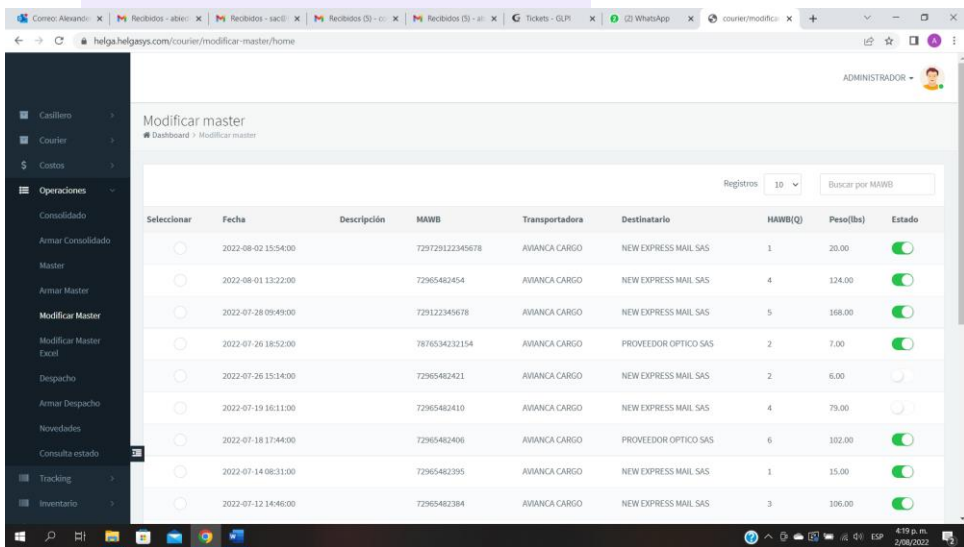 Correo: Alexand
Recibidos - abieo
Recibidos - sac
Recibidos (5) - co
Recibidos (5) - a
Tickets - GLPI
(2) WhatsApp
courier/modifica
helga.helgasys.com/courier/modificar-master/home
A
ADMINISTRADOR
Casillero
Courier
$ Costos
Operaciones
Consolidado
Armar Consolidado
Master
Armar Master
Modificar Master
Modificar Master
Excel
Despacho
Armar Despacho
Novedades
Consulta estado
Tracking
Inventario
Modificar master
Dashboard > Modificar master
Registros 10 Buscar por MAWB
Seleccionar Fecha Descripción MAWB Transportadora Destinatario HAWB(Q) Peso(lbs) Estado
2022-08-02 15:54:00 729729122345678 AVIANCA CARGO NEW EXPRESS MAIL SAS 1 20.00
2022-08-01 13:22:00 72965482454 AVIANCA CARGO NEW EXPRESS MAIL SAS 4 124.00
2022-07-28 09:49:00 729122345678 AVIANCA CARGO NEW EXPRESS MAIL SAS 5 168.00
2022-07-26 18:52:00 7876534232154 AVIANCA CARGO PROVEEDOR OPTICO SAS 2 7.00
2022-07-26 15:14:00 72965482421 AVIANCA CARGO NEW EXPRESS MAIL SAS 2 6.00
2022-07-19 16:11:00 72965482410 AVIANCA CARGO NEW EXPRESS MAIL SAS 4 79.00
2022-07-18 17:44:00 72965482406 AVIANCA CARGO PROVEEDOR OPTICO SAS 6 102.00
2022-07-14 08:31:00 72965482395 AVIANCA CARGO NEW EXPRESS MAIL SAS 1 15.00
2022-07-12 14:46:00 72965482384 AVIANCA CARGO NEW EXPRESS MAIL SAS 3 106.00
ESP
4:19 p. m.
2/08/2022
2